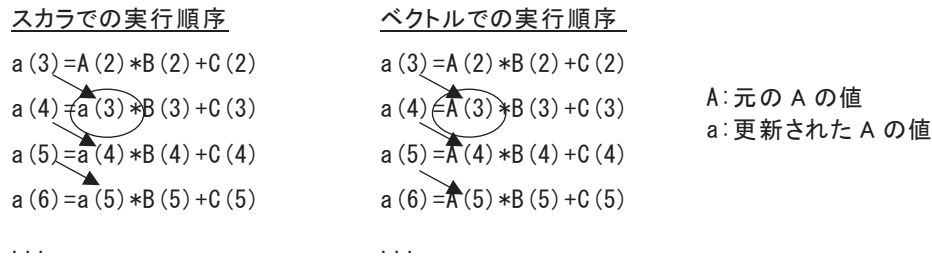 スカラでの実行順序
a(3)=A(2)*B(2)+C(2)
a(4)=a(3)*B(3)+C(3)
a(5)=a(4)*B(4)+C(4)
a(6)=a(5)*B(5)+C(5)
...
ベクトルでの実行順序
a(3)=A(2)*B(2)+C(2)
a(4)=A(3)*B(3)+C(3)
a(5)=A(4)*B(4)+C(4)
a(6)=A(5)*B(5)+C(5)
...
A:元の A の値
a:更新された A の値